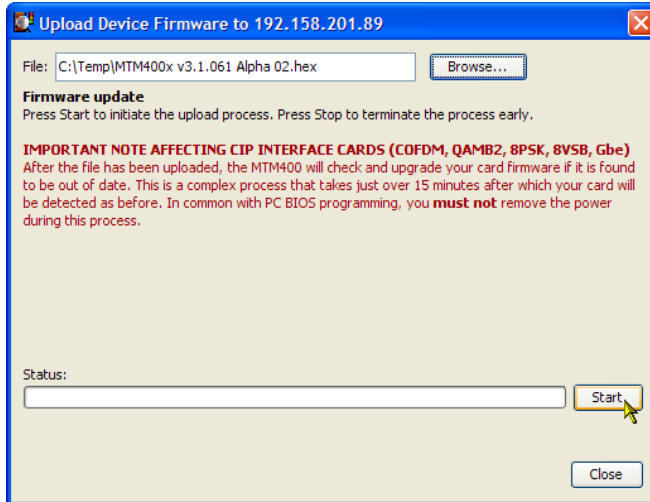 Upload Device Firmware to 192.158.201.89
File: C:\Temp\MTM400x v3.1.061 Alpha 02.hex Browse...
Firmware update
Press Start to initiate the upload process. Press Stop to terminate the process early.
IMPORTANT NOTE AFFECTING CIP INTERFACE CARDS (COFDM, QAMB2, 8PSK, 8VSB, Gbe)
After the file has been uploaded, the MTM400 will check and upgrade your card firmware if it is found
to be out of date. This is a complex process that takes just over 15 minutes after which your card will
be detected as before. In common with PC BIOS programming, you must not remove the power
during this process.
Status:
Start
Close